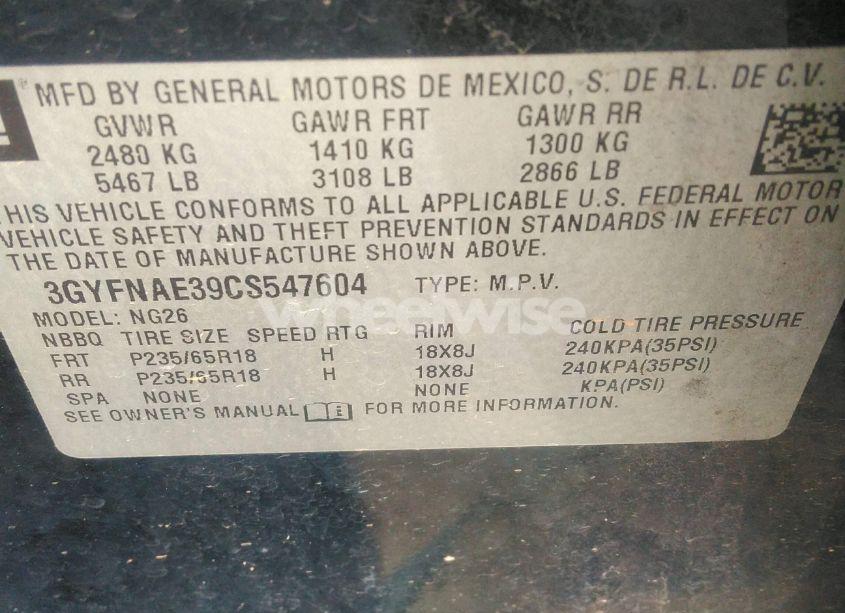 MFD BY GENERAL MOTORS DE MEXICO, S. DE R.L. DE C.V.
GVWR GAWR FRT GAWR RR
2480 KG 1410 KG 1300 KG
5467 LB 3108 LB 2866 LB
HIS VEHICLE CONFORMS TO ALL APPLICABLE U.S. FEDERAL MOTOR
VEHICLE SAFETY AND THEFT PREVENTION STANDARDS IN EFFECT ON
THE DATE OF MANUFACTURE SHOWN ABOVE.
3GYFNAE39CS547604 TYPE: M.P.V.
wheelwise
MODEL: NG26
NBBQ TIRE SIZE SPEED RTG RIM COLD TIRE PRESSURE
FRT P235/65R18 H 18X8J 240KPA(35PSI)
RR P235/65R18 H 18X8J 240KPA(35PSI)
SPA NONE NONE KPA(PSI)
SEE OWNER'S MANUAL i FOR MORE INFORMATION.